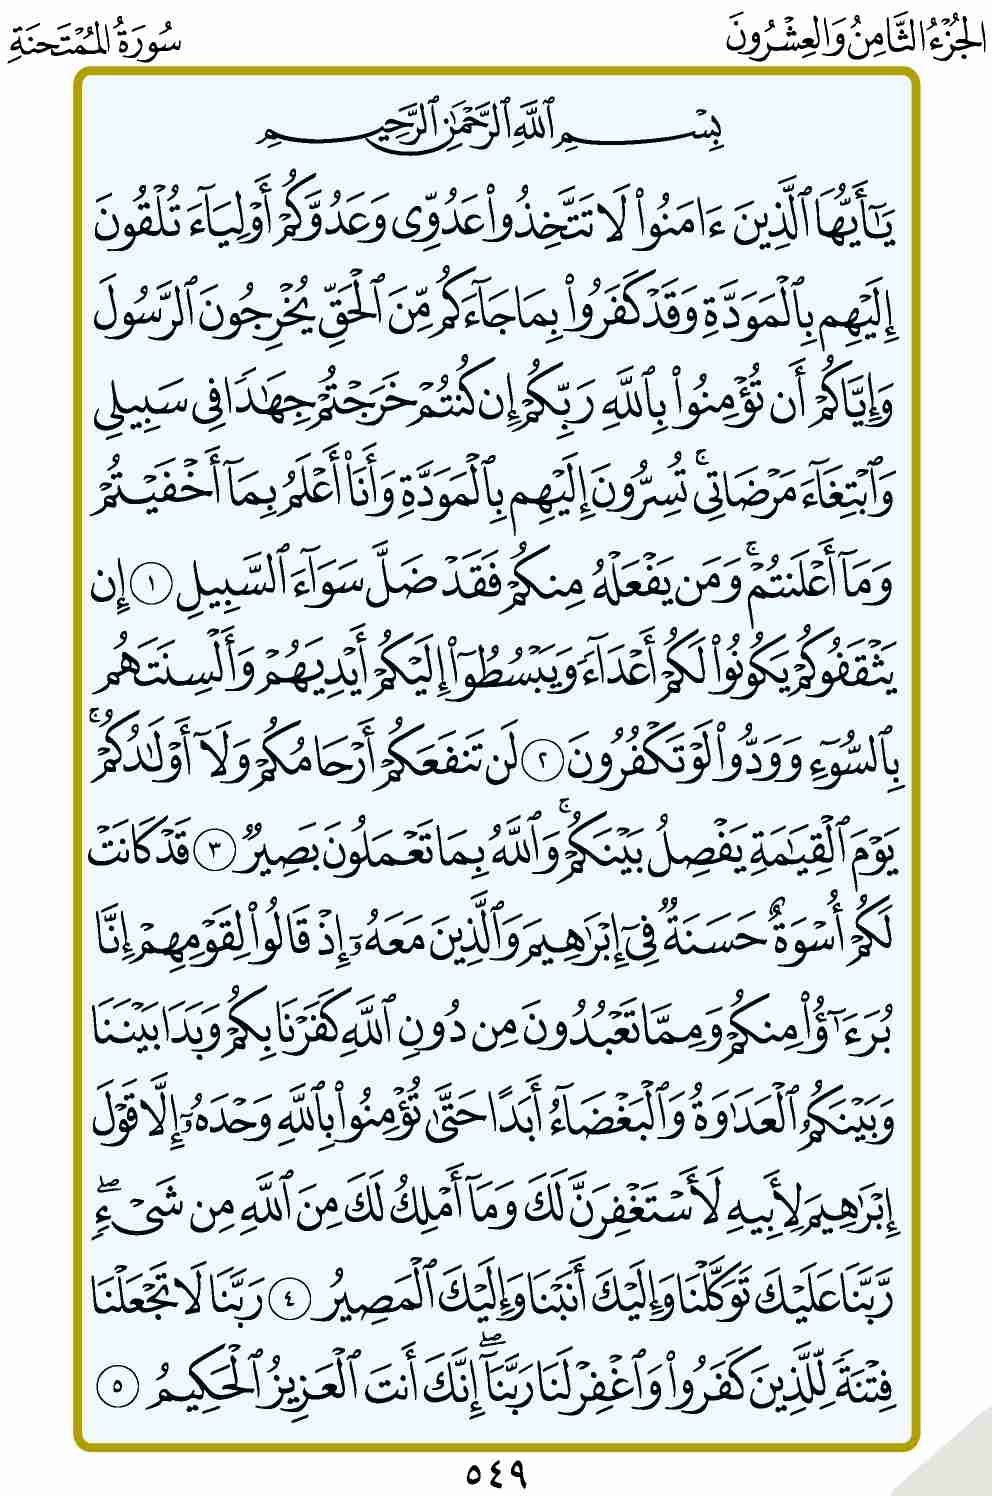 الجُزْءُ الثَّامِنُ وَالعِشْرُونَ
سُورَةُ المُمْتَحنَةِ
بِسْمِ ٱللَّهِ ٱلرَّحْمَٰنِ ٱلرَّحِيمِ
يَٰٓأَيُّهَا ٱلَّذِينَ ءَامَنُوا۟ لَا تَتَّخِذُوا۟ عَدُوِّى وَعَدُوَّكُمْ أَوْلِيَآءَ تُلْقُونَ
إِلَيْهِم بِٱلْمَوَدَّةِ وَقَدْ كَفَرُوا۟ بِمَا جَآءَكُم مِّنَ ٱلْحَقِّ يُخْرِجُونَ ٱلرَّسُولَ
وَإِيَّاكُمْ أَن تُؤْمِنُوا۟ بِٱللَّهِ رَبِّكُمْ إِن كُنتُمْ خَرَجْتُمْ جِهَٰدًا فِى سَبِيلِى
وَٱبْتِغَآءَ مَرْضَاتِى ۚ تُسِرُّونَ إِلَيْهِم بِٱلْمَوَدَّةِ وَأَنَا۠ أَعْلَمُ بِمَآ أَخْفَيْتُمْ
وَمَآ أَعْلَنتُمْ ۚ وَمَن يَفْعَلْهُ مِنكُمْ فَقَدْ ضَلَّ سَوَآءَ ٱلسَّبِيلِ ١ إِن
يَثْقَفُوكُمْ يَكُونُوا۟ لَكُمْ أَعْدَآءً وَيَبْسُطُوٓا۟ إِلَيْكُمْ أَيْدِيَهُمْ وَأَلْسِنَتَهُم
بِٱلسُّوٓءِ وَوَدُّوا۟ لَوْ تَكْفُرُونَ ٢ لَن تَنفَعَكُمْ أَرْحَامُكُمْ وَلَآ أَوْلَٰدُكُمْ ۚ
يَوْمَ ٱلْقِيَٰمَةِ يَفْصِلُ بَيْنَكُمْ ۚ وَٱللَّهُ بِمَا تَعْمَلُونَ بَصِيرٌ ٣ قَدْ كَانَتْ
لَكُمْ أُسْوَةٌ حَسَنَةٌ فِىٓ إِبْرَٰهِيمَ وَٱلَّذِينَ مَعَهُۥٓ إِذْ قَالُوا۟ لِقَوْمِهِمْ إِنَّا
بُرَءَٰٓؤُا۟ مِنكُمْ وَمِمَّا تَعْبُدُونَ مِن دُونِ ٱللَّهِ كَفَرْنَا بِكُمْ وَبَدَا بَيْنَنَا
وَبَيْنَكُمُ ٱلْعَدَٰوَةُ وَٱلْبَغْضَآءُ أَبَدًا حَتَّىٰ تُؤْمِنُوا۟ بِٱللَّهِ وَحْدَهُۥٓ إِلَّا قَوْلَ
إِبْرَٰهِيمَ لِأَبِيهِ لَأَسْتَغْفِرَنَّ لَكَ وَمَآ أَمْلِكُ لَكَ مِنَ ٱللَّهِ مِن شَىْءٍ ۖ
رَّبَّنَا عَلَيْكَ تَوَكَّلْنَا وَإِلَيْكَ أَنَبْنَا وَإِلَيْكَ ٱلْمَصِيرُ ٤ رَبَّنَا لَا تَجْعَلْنَا
فِتْنَةً لِّلَّذِينَ كَفَرُوا۟ وَٱغْفِرْ لَنَا رَبَّنَآ ۖ إِنَّكَ أَنتَ ٱلْعَزِيزُ ٱلْحَكِيمُ ٥
٥٤٩